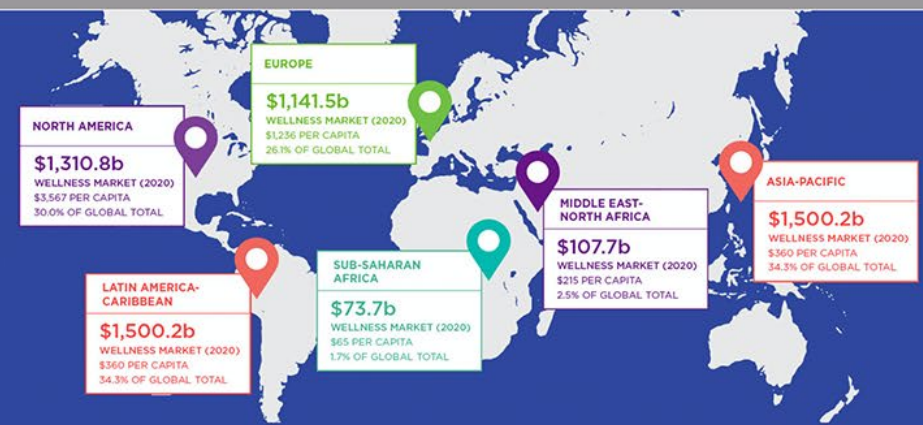 EUROPE
$1,141.5b
WELLNESS MARKET (2020)
$1,236 PER CAPITA
26.1% OF GLOBAL TOTAL
NORTH AMERICA
$1,310.8b
WELLNESS MARKET (2020)
$3,567 PER CAPITA
30.0% OF GLOBAL TOTAL
ASIA-PACIFIC
$1,500.2b
WELLNESS MARKET (2020)
$360 PER CAPITA
34.3% OF GLOBAL TOTAL
MIDDLE EAST-
NORTH AFRICA
$107.7b
WELLNESS MARKET (2020)
$215 PER CAPITA
2.5% OF GLOBAL TOTAL
SUB-SAHARAN
AFRICA
$73.7b
WELLNESS MARKET (2020)
$65 PER CAPITA
1.7% OF GLOBAL TOTAL
LATIN AMERICA-
CARIBBEAN
$1,500.2b
WELLNESS MARKET (2020)
$360 PER CAPITA
34.3% OF GLOBAL TOTAL